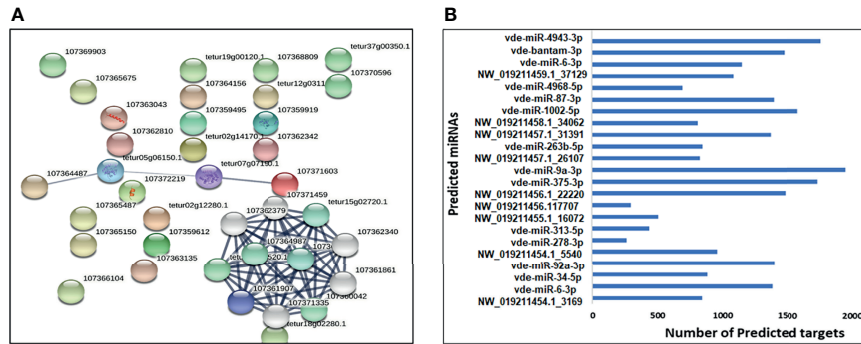 A
B
107369903
107365675
107363043
107362810
tetur05g06150.1
107364487
107372219
107365487
tetur02g12280.1
107365150
107359612
107363135
107366104
tetur19g00120.1
107368809
tetur37g00350.1
107364156
tetur12g0311
107370596
107359495
107359919
tetur02g14170.1
107362342
tetur07g07190.1
107371603
107371459
107362379
tetur15g02720.1
107362340
107364987
520.1
107361861
107361907
107360042
107371335
tetur18g02280.1
Predicted miRNAs
vde-miR-4943-3p
vde-bantam-3p
vde-miR-6-3p
NW_019211459.1_37129
vde-miR-4968-5p
vde-miR-87-3p
vde-miR-1002-5p
NW_019211458.1_34062
NW_019211457.1_31391
vde-miR-263b-5p
NW_019211457.1_26107
vde-miR-9a-3p
vde-miR-375-3p
NW_019211456.1_22220
NW_019211456.117707
NW_019211455.1_16072
vde-miR-313-5p
vde-miR-278-3p
NW_019211454.1_5540
vde-miR-92a-3p
vde-miR-34-5p
vde-miR-6-3p
NW_019211454.1_3169
0 500 1000 1500 2000
Number of Predicted targets